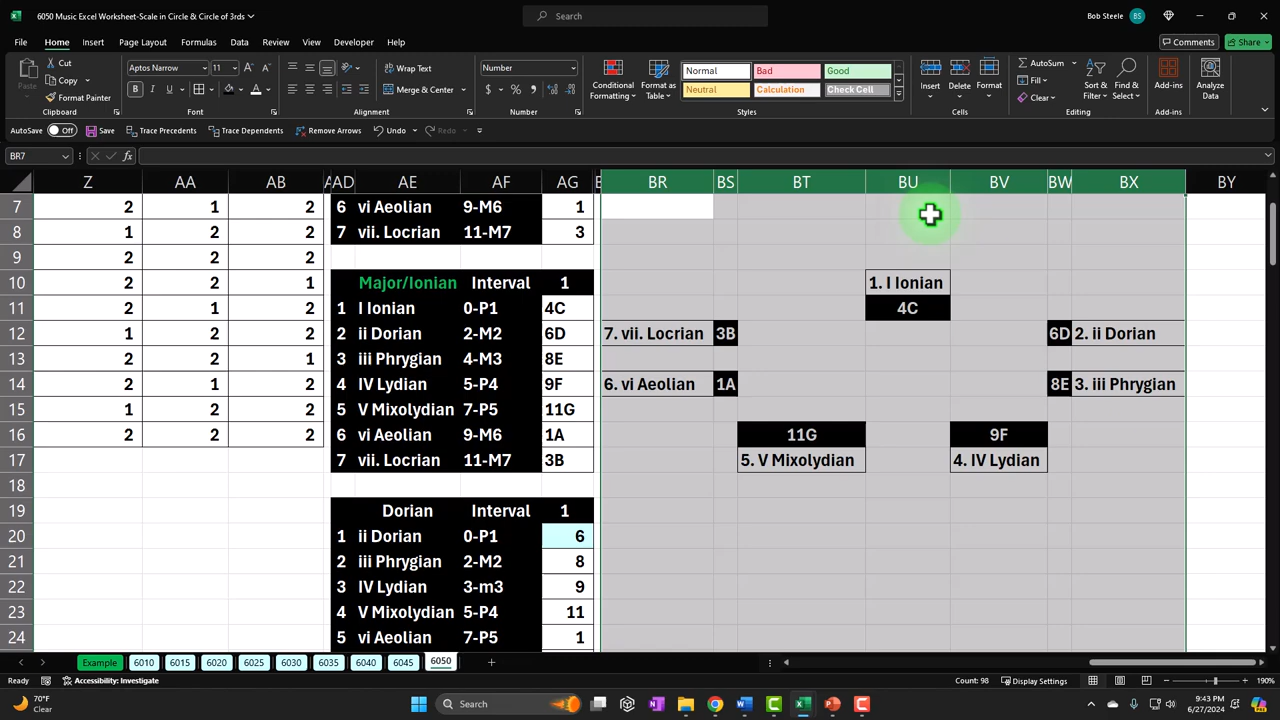 6050 Music Excel Worksheet-Scale in Circle & Circle of 3rds
Search
Bob Steele BS
File Home Insert Page Layout Formulas Data Review View Developer Help
Comments Share
Paste Cut Copy Format Painter
Clipboard
Aptos Narrow 11
B I U
Font
Wrap Text
Merge & Center
Alignment
Number
$ % 9
Number
Conditional Formatting Format as Table
Normal Bad Good
Neutral Calculation Check Cell
Styles
Insert Delete Format
Cells
AutoSum Fill Clear
Sort & Filter Find & Select
Editing
Add-ins
Add-ins
Analyze Data
AutoSave Off Save Trace Precedents Trace Dependents Remove Arrows Undo Redo
BR7 fx
Z AA AB AD AE AF AG BR BS BT BU BV BW BX BY
7 2 1 2 6 vi Aeolian 9-M6 1
8 1 2 2 7 vii. Locrian 11-M7 3
9 2 2 2
10 2 2 1 Major/Ionian Interval 1 1. I Ionian
11 2 1 2 1 I Ionian 0-P1 4C 4C
12 1 2 2 2 ii Dorian 2-M2 6D 7. vii. Locrian 3B 6D 2. ii Dorian
13 2 2 1 3 iii Phrygian 4-M3 8E
14 2 1 2 4 IV Lydian 5-P4 9F 6. vi Aeolian 1A 8E 3. iii Phrygian
15 1 2 2 5 V Mixolydian 7-P5 11G
16 2 2 2 6 vi Aeolian 9-M6 1A 11G 9F
17 7 vii. Locrian 11-M7 3B 5. V Mixolydian 4. IV Lydian
18
19 Dorian Interval 1
20 1 ii Dorian 0-P1 6
21 2 iii Phrygian 2-M2 8
22 3 IV Lydian 3-m3 9
23 4 V Mixolydian 5-P4 11
24 5 vi Aeolian 7-P5 1
Example 6010 6015 6020 6025 6030 6035 6040 6045 6050
Ready Accessibility: Investigate Count: 98 Display Settings 190%
70°F
Clear
Search
9:43 PM
6/27/2024